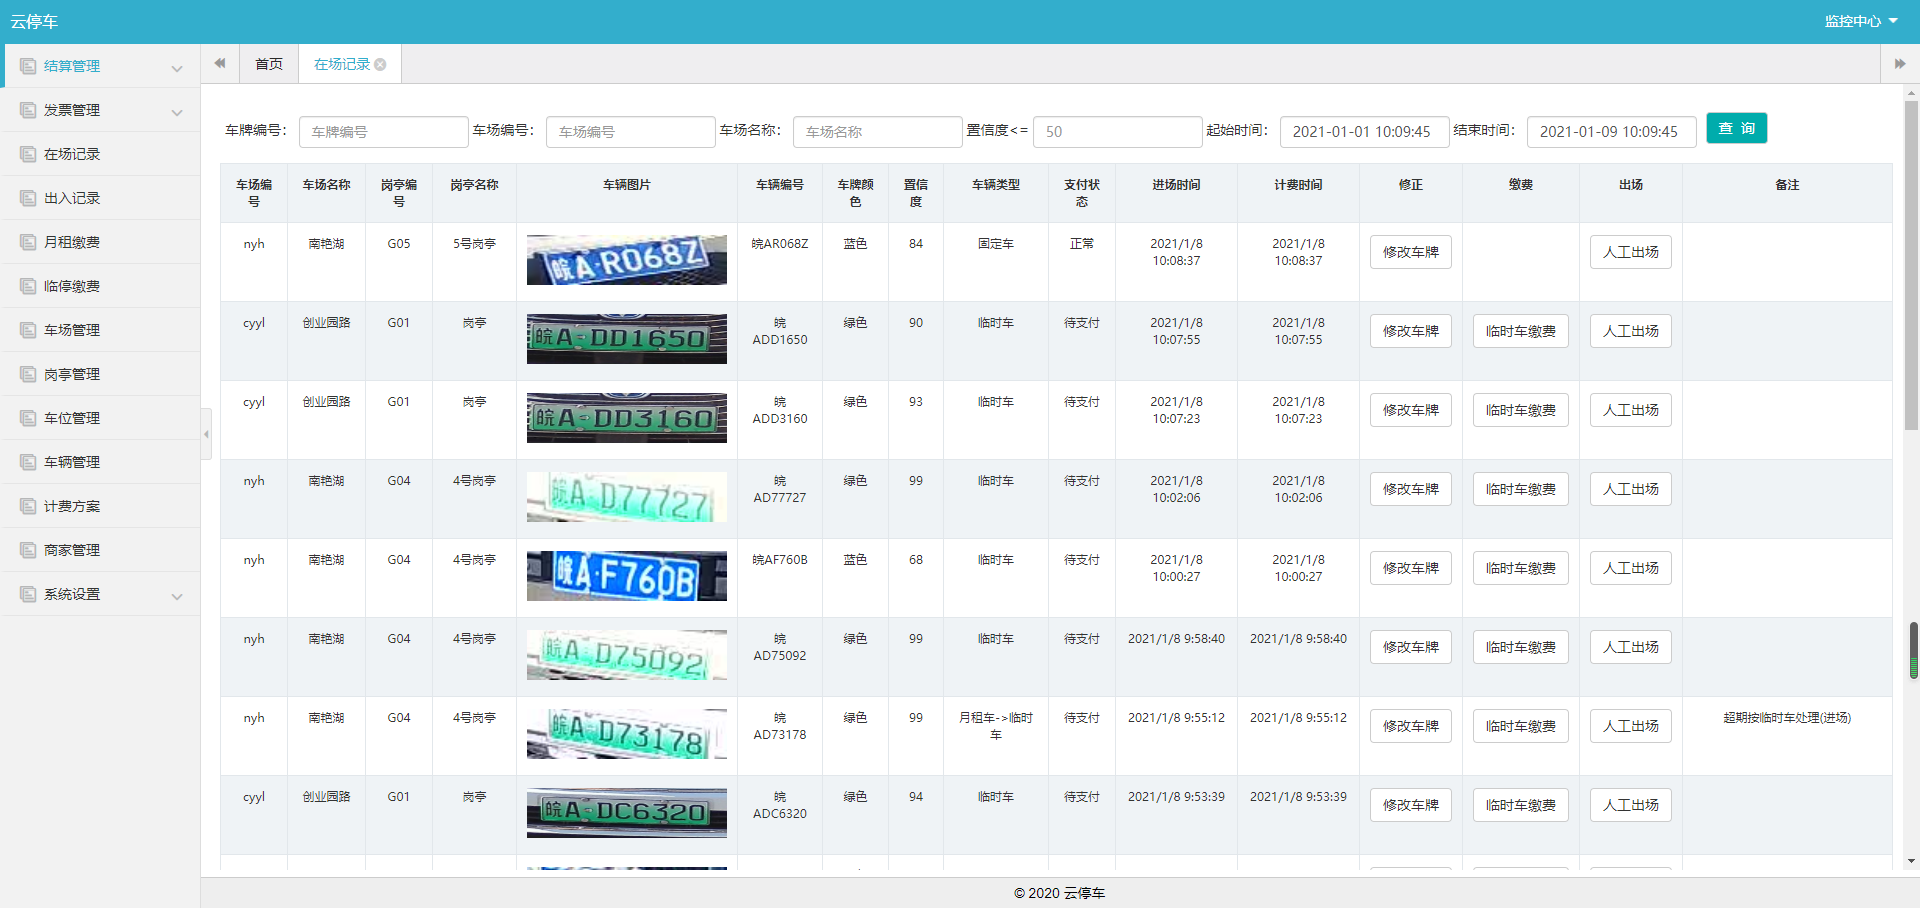 云停车
监控中心
结算管理
发票管理
在场记录
出入记录
月租缴费
临停缴费
车场管理
岗亭管理
车位管理
车辆管理
计费方案
商家管理
系统设置
首页 在场记录
车牌编号: 车牌编号 车场编号: 车场编号 车场名称: 车场名称 置信度<= 50 起始时间: 2021-01-01 10:09:45 结束时间: 2021-01-09 10:09:45 查 询
车场编号 车场名称 岗亭编号 岗亭名称 车辆图片 车辆编号 车牌颜色 置信度 车辆类型 支付状态 进场时间 计费时间 修正 缴费 出场 备注
nyh 南艳湖 G05 5号岗亭 皖A·R068Z 皖AR068Z 蓝色 84 固定车 正常 2021/1/8 10:08:37 2021/1/8 10:08:37 修改车牌 人工出场
cyyl 创业园路 G01 岗亭 皖A·DD1650 皖ADD1650 绿色 90 临时车 待支付 2021/1/8 10:07:55 2021/1/8 10:07:55 修改车牌 临时车缴费 人工出场
cyyl 创业园路 G01 岗亭 皖A·DD3160 皖ADD3160 绿色 93 临时车 待支付 2021/1/8 10:07:23 2021/1/8 10:07:23 修改车牌 临时车缴费 人工出场
nyh 南艳湖 G04 4号岗亭 皖A·D77727 皖AD77727 绿色 99 临时车 待支付 2021/1/8 10:02:06 2021/1/8 10:02:06 修改车牌 临时车缴费 人工出场
nyh 南艳湖 G04 4号岗亭 皖A·F760B 皖AF760B 蓝色 68 临时车 待支付 2021/1/8 10:00:27 2021/1/8 10:00:27 修改车牌 临时车缴费 人工出场
nyh 南艳湖 G04 4号岗亭 皖A D75092 皖AD75092 绿色 99 临时车 待支付 2021/1/8 9:58:40 2021/1/8 9:58:40 修改车牌 临时车缴费 人工出场
nyh 南艳湖 G04 4号岗亭 皖A·D73178 皖AD73178 绿色 99 月租车->临时车 待支付 2021/1/8 9:55:12 2021/1/8 9:55:12 修改车牌 临时车缴费 人工出场 超期按临时车处理(进场)
cyyl 创业园路 G01 岗亭 皖A·DC6320 皖ADC6320 绿色 94 临时车 待支付 2021/1/8 9:53:39 2021/1/8 9:53:39 修改车牌 临时车缴费 人工出场
© 2020 云停车